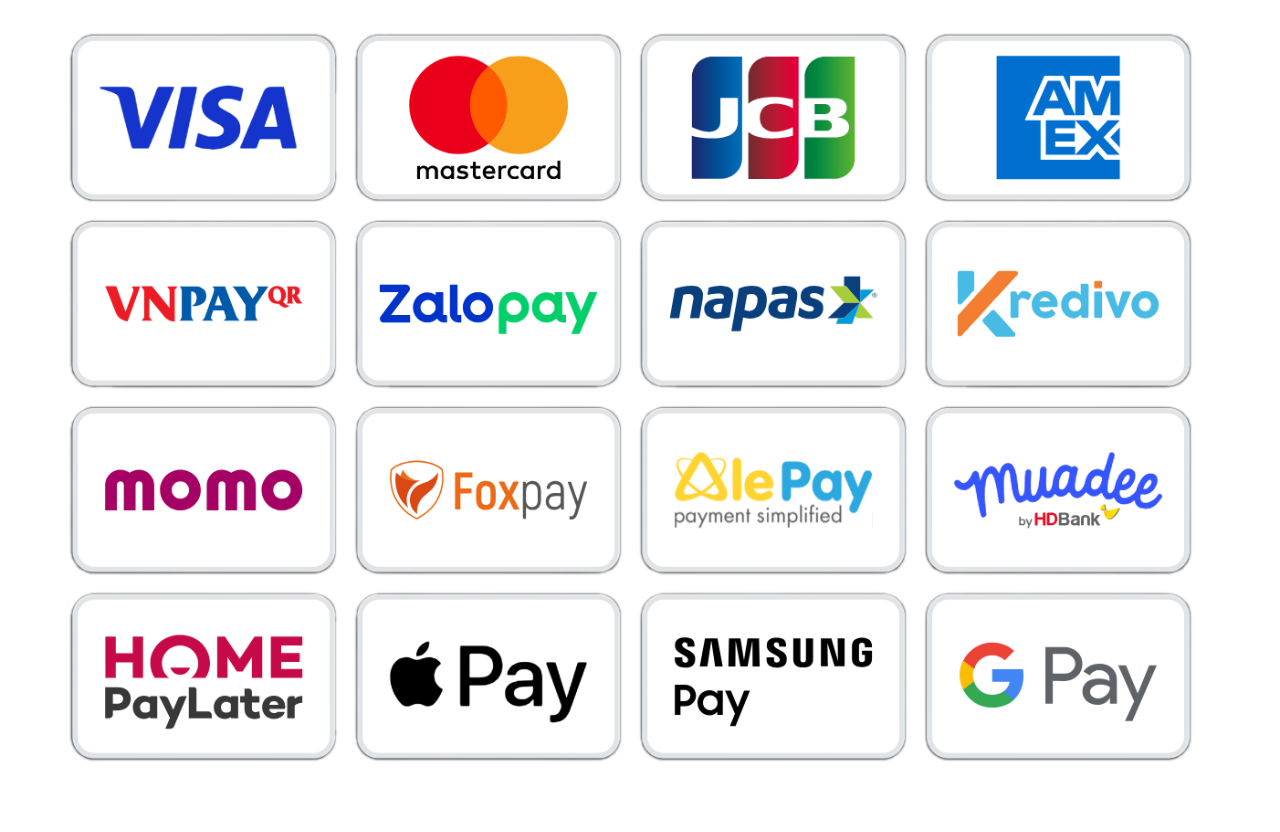 VISA
mastercard
JCB
AM
EX
VNPAYQR
Zalopay
napas®
Kredivo
momo
Foxpay
AlePay
payment simplified
muadee
by HDBank
HOME
PayLater
Pay
SAMSUNG
Pay
G Pay